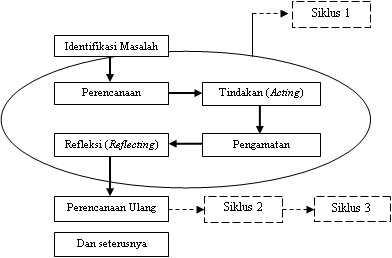 Siklus 1
Identifikasi Masalah
Perencanaan
Tindakan (Acting)
Refleksi (Reflecting)
Pengamatan
Perencanaan Ulang
Siklus 2
Siklus 3
Dan seterusnya